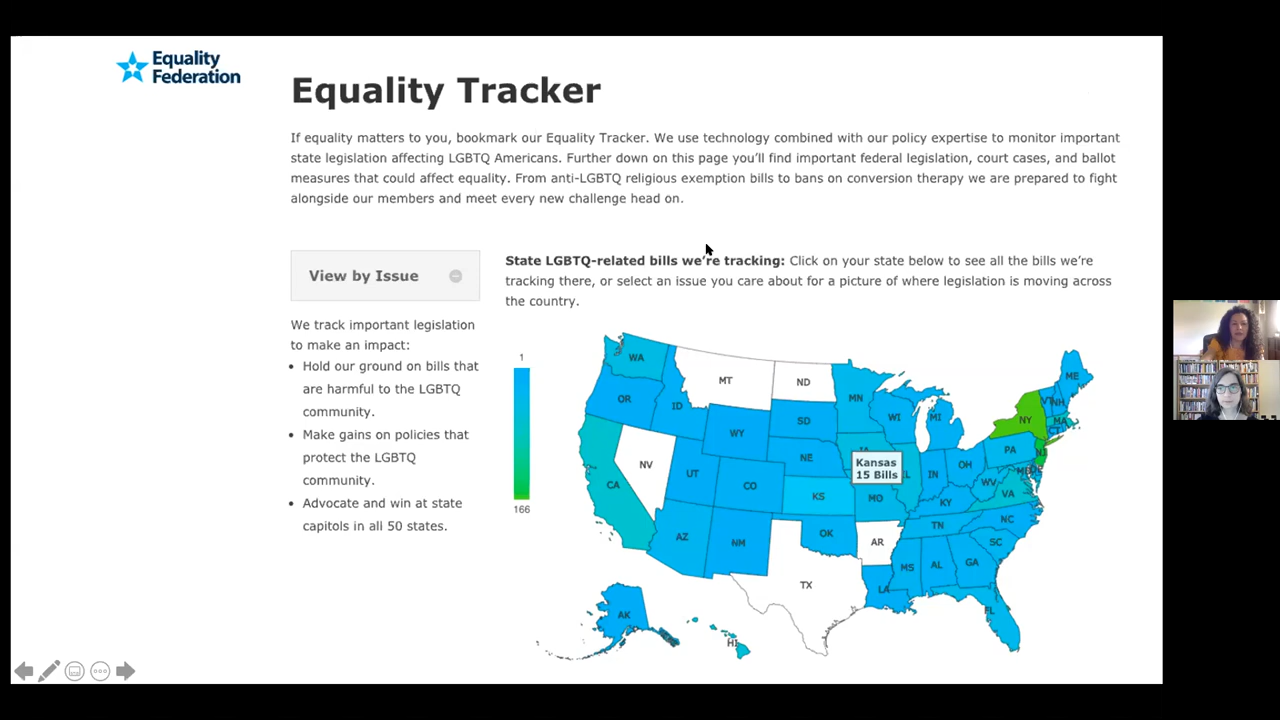 Equality
Federation
Equality Tracker
If equality matters to you, bookmark our Equality Tracker. We use technology combined with our policy expertise to monitor important
state legislation affecting LGBTQ Americans. Further down on this page you'll find important federal legislation, court cases, and ballot
measures that could affect equality. From anti-LGBTQ religious exemption bills to bans on conversion therapy we are prepared to fight
alongside our members and meet every new challenge head on.
View by Issue
We track important legislation
to make an impact:
• Hold our ground on bills that
are harmful to the LGBTQ
community.
• Make gains on policies that
protect the LGBTQ
community.
• Advocate and win at state
capitols in all 50 states.
State LGBTQ-related bills we're tracking: Click on your state below to see all the bills we're
tracking there, or select an issue you care about for a picture of where legislation is moving across
the country.
1
166
WA
MT
ND
ME
OR
ID
MN
VT
NH
WY
SD
WI
MI
NY
MA
CT
NV
NE
IA
PA
NJ
Kansas
15 Bills
CA
UT
CO
KS
MO
IL
IN
OH
WV
MD
DE
VA
KY
AZ
NM
OK
AR
TN
NC
SC
MS
AL
GA
TX
LA
FL
AK
HI